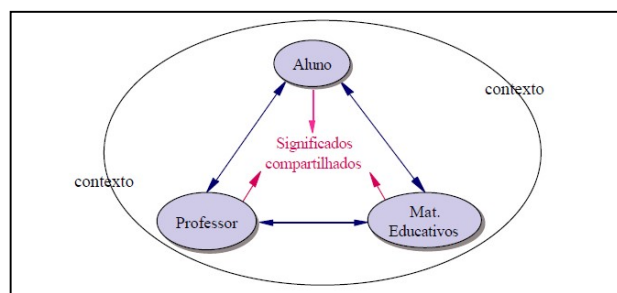 Aluno
contexto
Significados
compartilhados
contexto
Professor
Mat.
Educativos